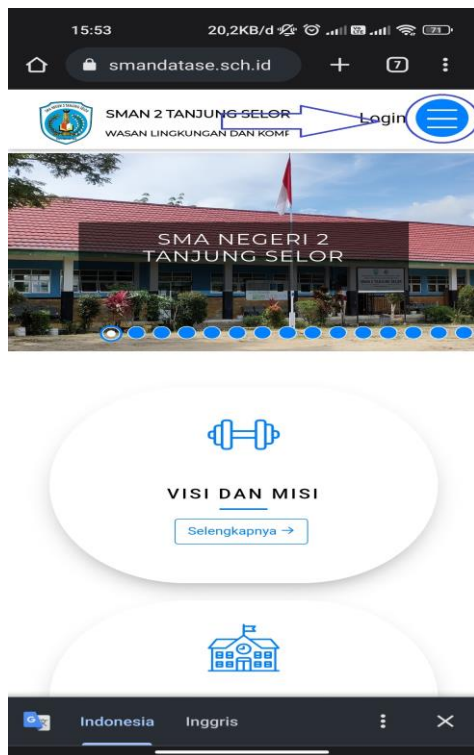 15:53
20,2KB/d
71
smandatase.sch.id
7
SMAN 2 TANJUNG SELOR
Login
WASAN LINGKUNGAN DAN KOMF
SMA NEGERI 2
TANJUNG SELOR
VISI DAN MISI
Selengkapnya →
Indonesia
Inggris